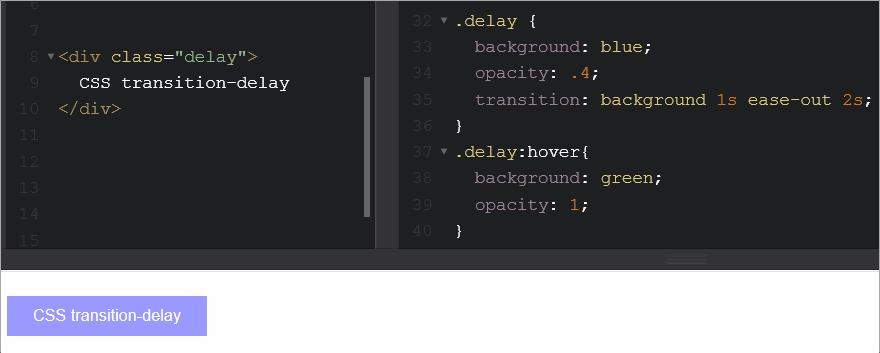 6
7
8 <div class="delay">
9 CSS transition-delay
10 </div>
11
12
13
14
15
32 .delay {
33 background: blue;
34 opacity: .4;
35 transition: background 1s ease-out 2s;
36 }
37 .delay:hover{
38 background: green;
39 opacity: 1;
40 }
CSS transition-delay